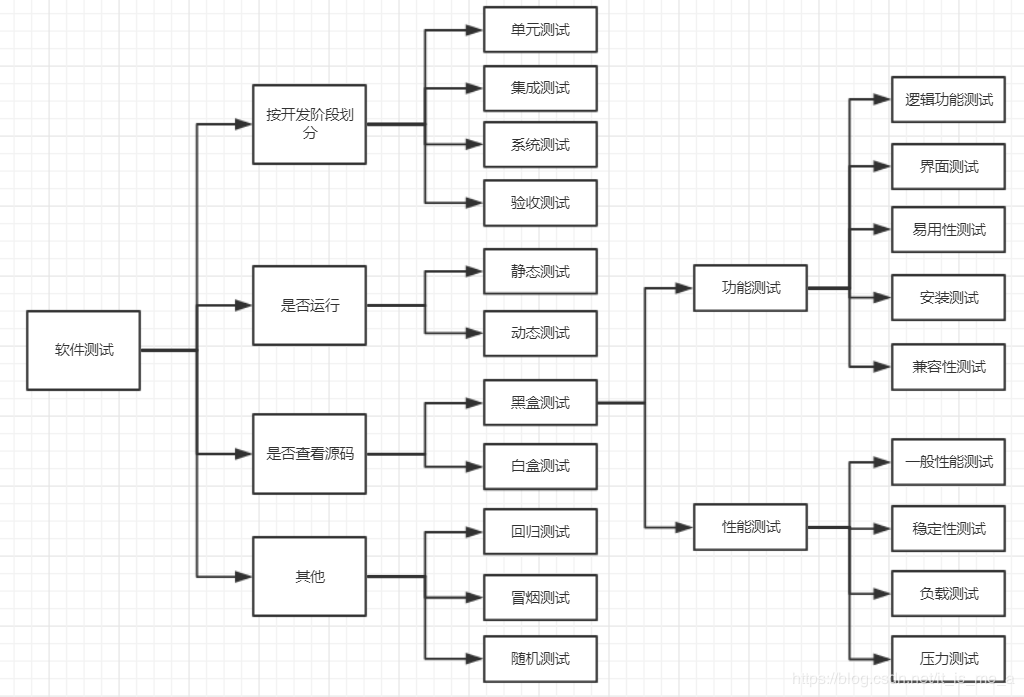 软件测试
按开发阶段划
分
单元测试
集成测试
系统测试
验收测试
是否运行
静态测试
动态测试
是否查看源码
黑盒测试
白盒测试
功能测试
逻辑功能测试
界面测试
易用性测试
安装测试
兼容性测试
性能测试
一般性能测试
稳定性测试
负载测试
压力测试
其他
回归测试
冒烟测试
随机测试